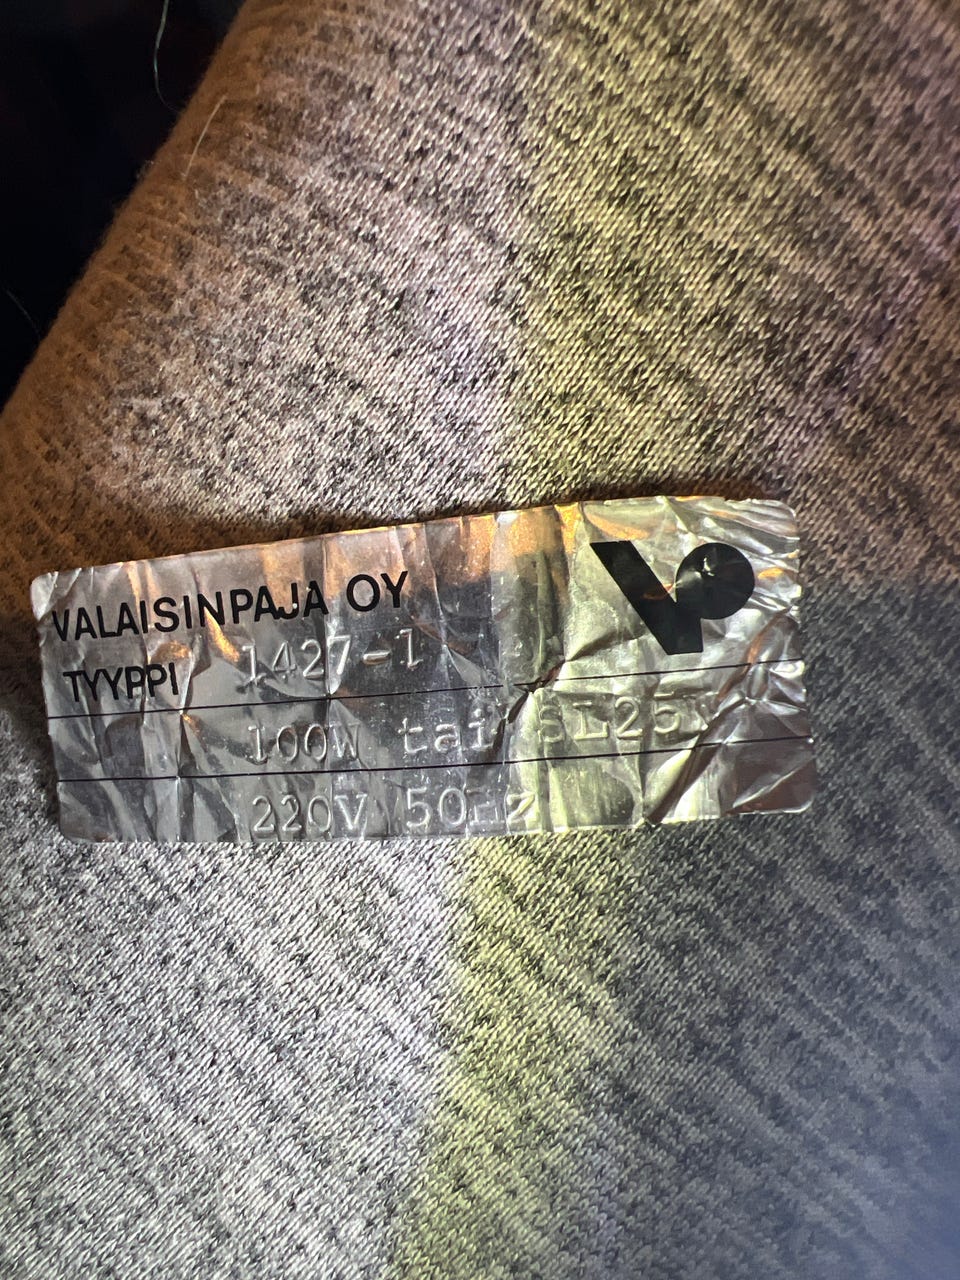 VALAISINPAJA OY
TYYPPI 1427-1
100W tai SL25W
220V 50Hz